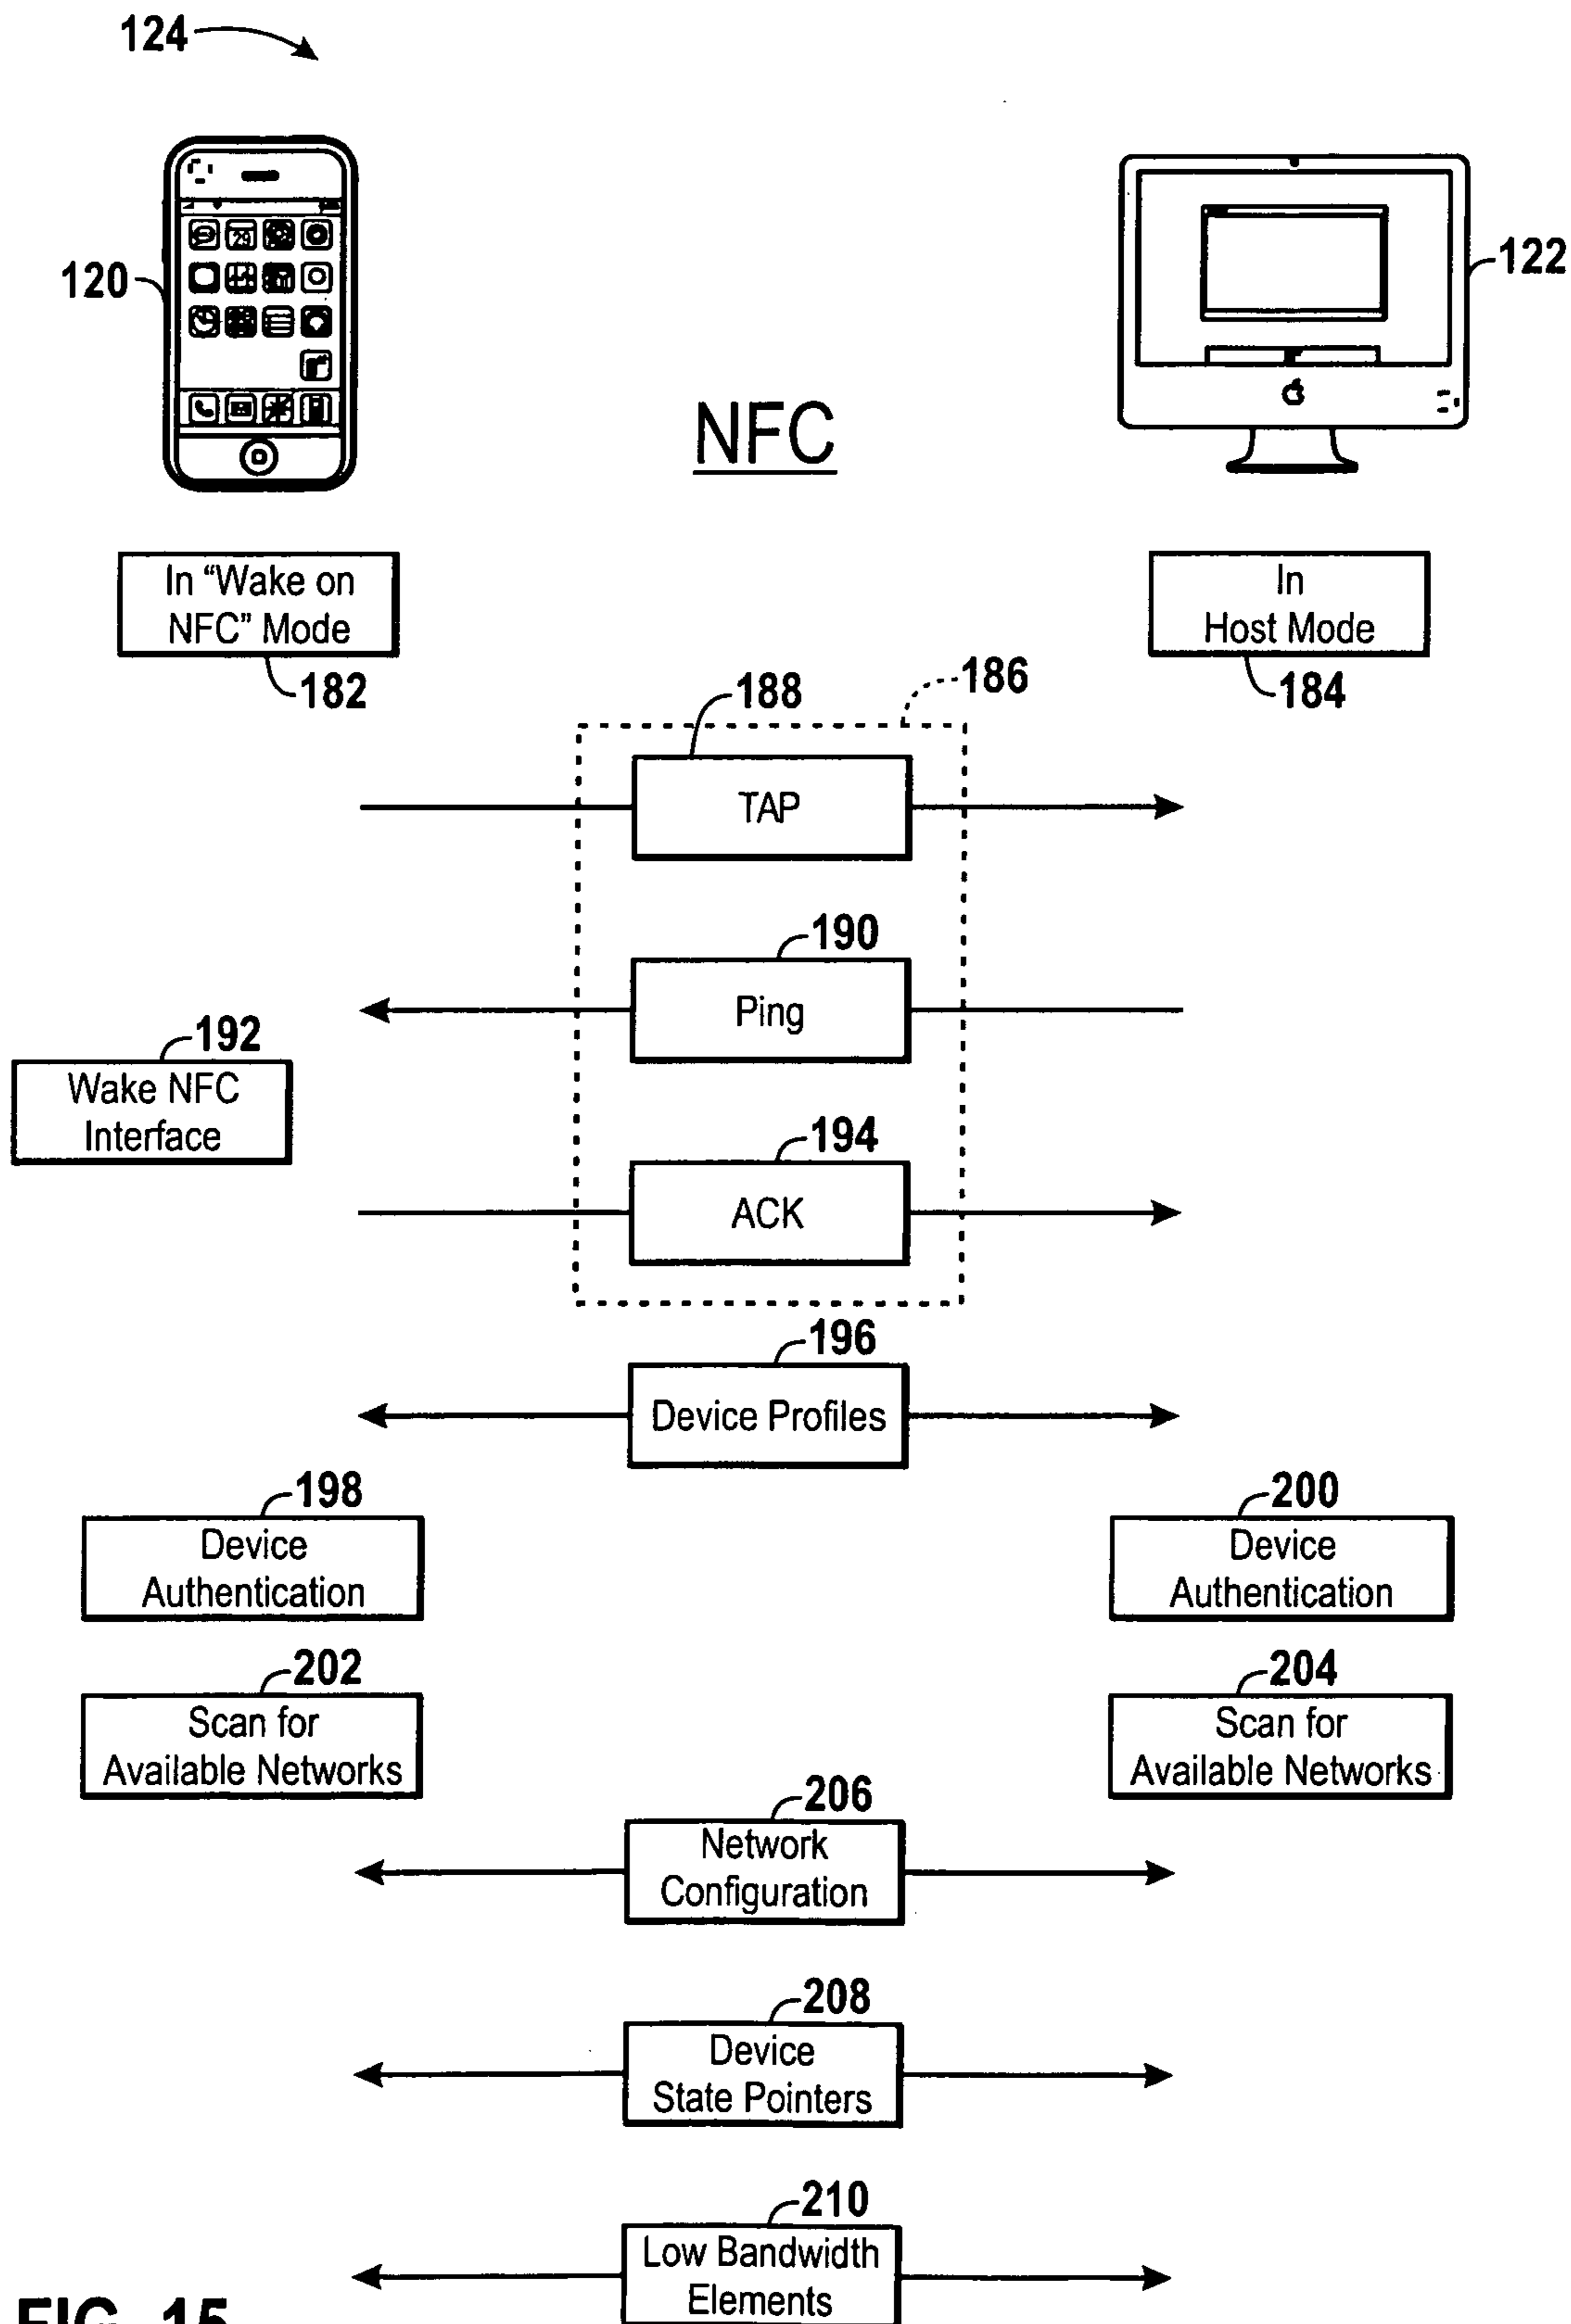 124
120
122
NFC
In “Wake on
NFC” Mode
182
In
Host Mode
184
186
188
TAP
190
Ping
192
Wake NFC
Interface
194
ACK
196
Device Profiles
198
Device
Authentication
200
Device
Authentication
202
Scan for
Available Networks
204
Scan for
Available Networks
206
Network
Configuration
208
Device
State Pointers
210
Low Bandwidth
Elements
FIG. 15